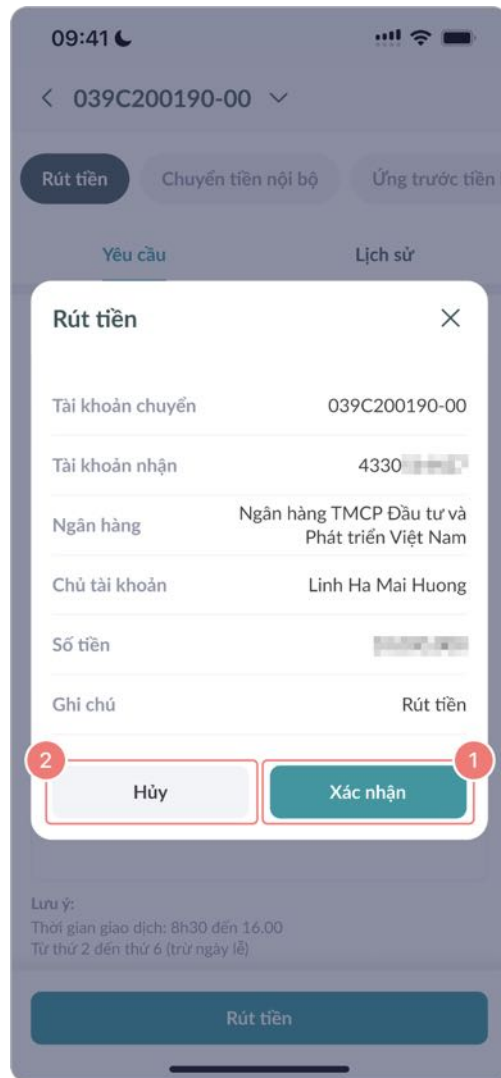 09:41
039C200190-00
Rút tiền Chuyển tiền nội bộ Ứng trước tiền
Yêu cầu Lịch sử
Rút tiền
Tài khoản chuyển 039C200190-00
Tài khoản nhận 4330
Ngân hàng Ngân hàng TMCP Đầu tư và
Phát triển Việt Nam
Chủ tài khoản Linh Ha Mai Huong
Số tiền
Ghi chú Rút tiền
2 1
Hủy Xác nhận
Lưu ý:
Thời gian giao dịch: 8h30 đến 16.00
Từ thứ 2 đến thứ 6 (trừ ngày lễ)
Rút tiền